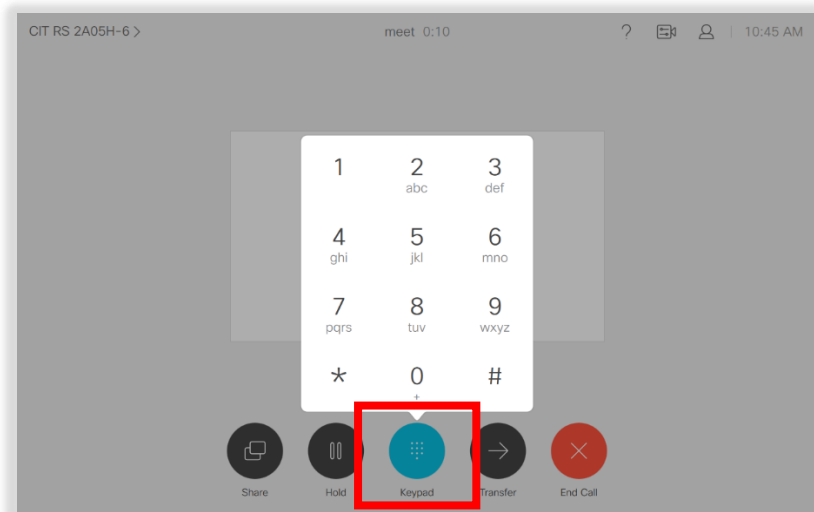 CIT RS 2A05H-6 > meet 0:10 ? 10:45 AM
1 2 3
abc def
4 5 6
ghi jkl mno
7 8 9
pqrs tuv wxyz
* 0 #
+
Share Hold Keypad Transfer End Call